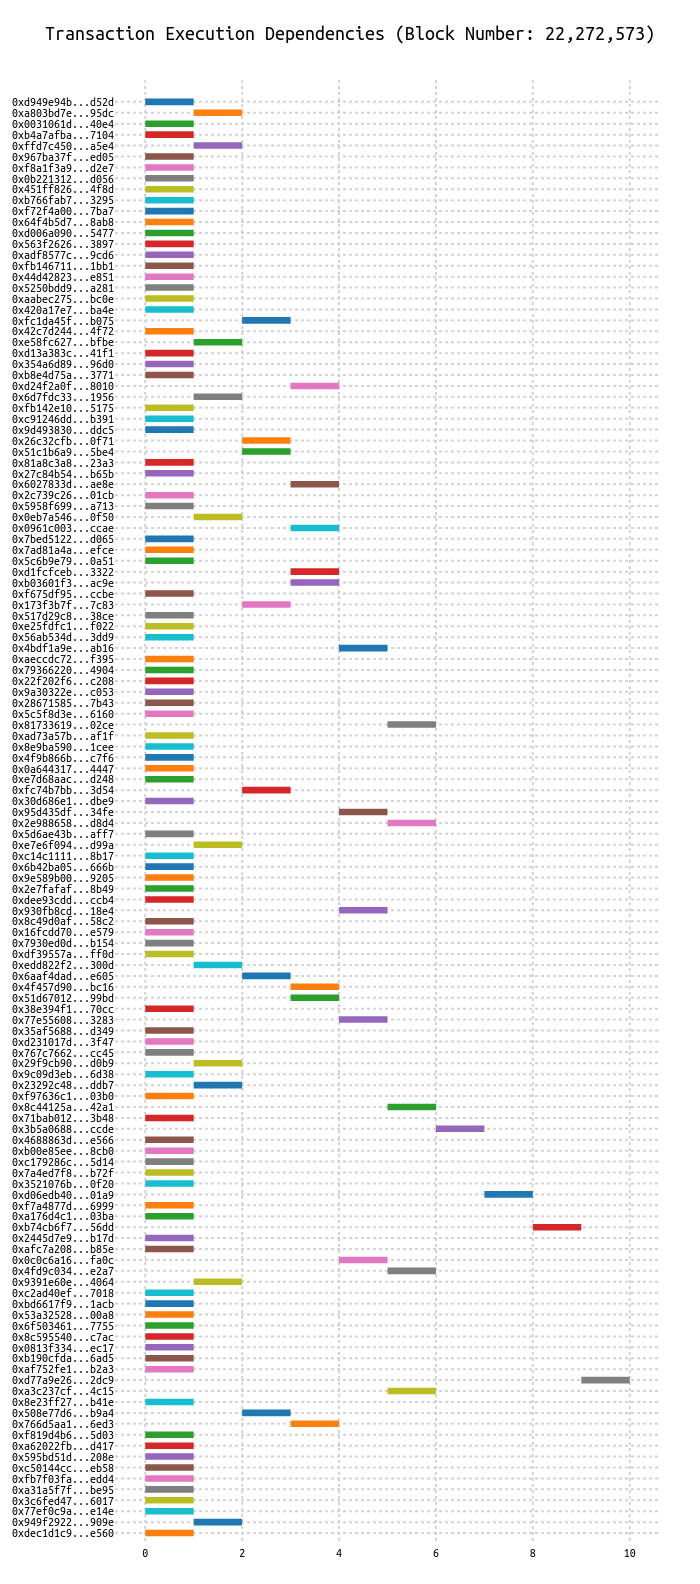 Transaction Execution Dependencies (Block Number: 22,272,573)
0xd949e94b...d52d
0xa803bd7e...95dc
0x0031061d...40e4
0xb4a7afba...7104
0xffd7c450...a5e4
0x967ba37f...ed05
0xf8a1f3a9...d2e7
0x0b221312...d056
0x451ff826...4f8d
0xb766fab7...3295
0xf72f4a00...7ba7
0x64f4b5d7...8ab8
0xd006a090...5477
0x563f2626...3897
0xadf8577c...9cd6
0xfb146711...1bb1
0x44d42823...e851
0x5250bdd9...a281
0xaabec275...bc0e
0x420a17e7...ba4e
0xfc1da45f...b075
0x42c7d244...4f72
0xe58fc627...bfbe
0xd13a383c...41f1
0x354a6d89...96d0
0xb8e4d75a...3771
0xd24f2a0f...8010
0x6d7fdc33...1956
0xfb142e10...5175
0xc91246dd...b391
0x9d493830...ddc5
0x26c32cfb...0f71
0x51c1b6a9...5be4
0x81a8c3a8...23a3
0x27c84b54...b65b
0x6027833d...ae8e
0x2c739c26...01cb
0x5958f699...a713
0x0eb7a546...0f50
0x0961c003...ccae
0x7bed5122...d065
0x7ad81a4a...efce
0x5c6b9e79...0a51
0xd1fcfceb...3322
0xb03601f3...ac9e
0xf675df95...ccbe
0x173f3b7f...7c83
0x517d29c8...38ce
0xe25fdfc1...f022
0x56ab534d...3dd9
0x4bdf1a9e...ab16
0xaeccdc72...f395
0x79366220...4904
0x22f202f6...c208
0x9a30322e...c053
0x28671585...7b43
0x5c5f8d3e...6160
0x81733619...02ce
0xad73a57b...af1f
0x8e9ba590...1cee
0x4f9b866b...c7f6
0x0a644317...4447
0xe7d68aac...d248
0xfc74b7bb...3d54
0x30d686e1...dbe9
0x95d435df...34fe
0x2e988658...d8d4
0x5d6ae43b...aff7
0xe7e6f094...d99a
0xc14c1111...8b17
0x6b42ba05...666b
0x9e589b00...9205
0x2e7fafaf...8b49
0xdee93cdd...ccb4
0x930fb8cd...18e4
0x8c49d0af...58c2
0x16fcdd70...e579
0x7930ed0d...b154
0xdf39557a...ff0d
0xedd822f2...300d
0x6aaf4dad...e605
0x4f457d90...bc16
0x51d67012...99bd
0x38e394f1...70cc
0x77e55608...3283
0x35af5688...d349
0xd231017d...3f47
0x767c7662...cc45
0x29f9cb90...d0b9
0x9c09d3eb...6d38
0x23292c48...ddb7
0xf97636c1...03b0
0x8c44125a...42a1
0x71bab012...3b48
0x3b5a0688...ccde
0x4688863d...e566
0xb00e85ee...8cb0
0xc179286c...5d14
0x7a4ed7f8...b72f
0x3521076b...0f20
0xd06edb40...01a9
0xf7a4877d...6999
0xa176d4c1...03ba
0xb74cb6f7...56dd
0x2445d7e9...b17d
0xafc7a208...b85e
0x0c0c6a16...fa0c
0x4fd9c034...e2a7
0x9391e60e...4064
0xc2ad40ef...7018
0xbd6617f9...1acb
0x53a32528...00a8
0x6f503461...7755
0x8c595540...c7ac
0x0813f334...ec17
0xb190cfda...6ad5
0xaf752fe1...b2a3
0xd77a9e26...2dc9
0xa3c237cf...4c15
0x8e23ff27...b41e
0x508e77d6...b9a4
0x766d5aa1...6ed3
0xf819d4b6...5d03
0xa62022fb...d417
0x595bd51d...208e
0xc50144cc...eb58
0xfb7f03fa...edd4
0xa31a5f7f...be95
0x3c6fed47...6017
0x77ef0c9a...e14e
0x949f2922...909e
0xdec1d1c9...e560
0 2 4 6 8 10